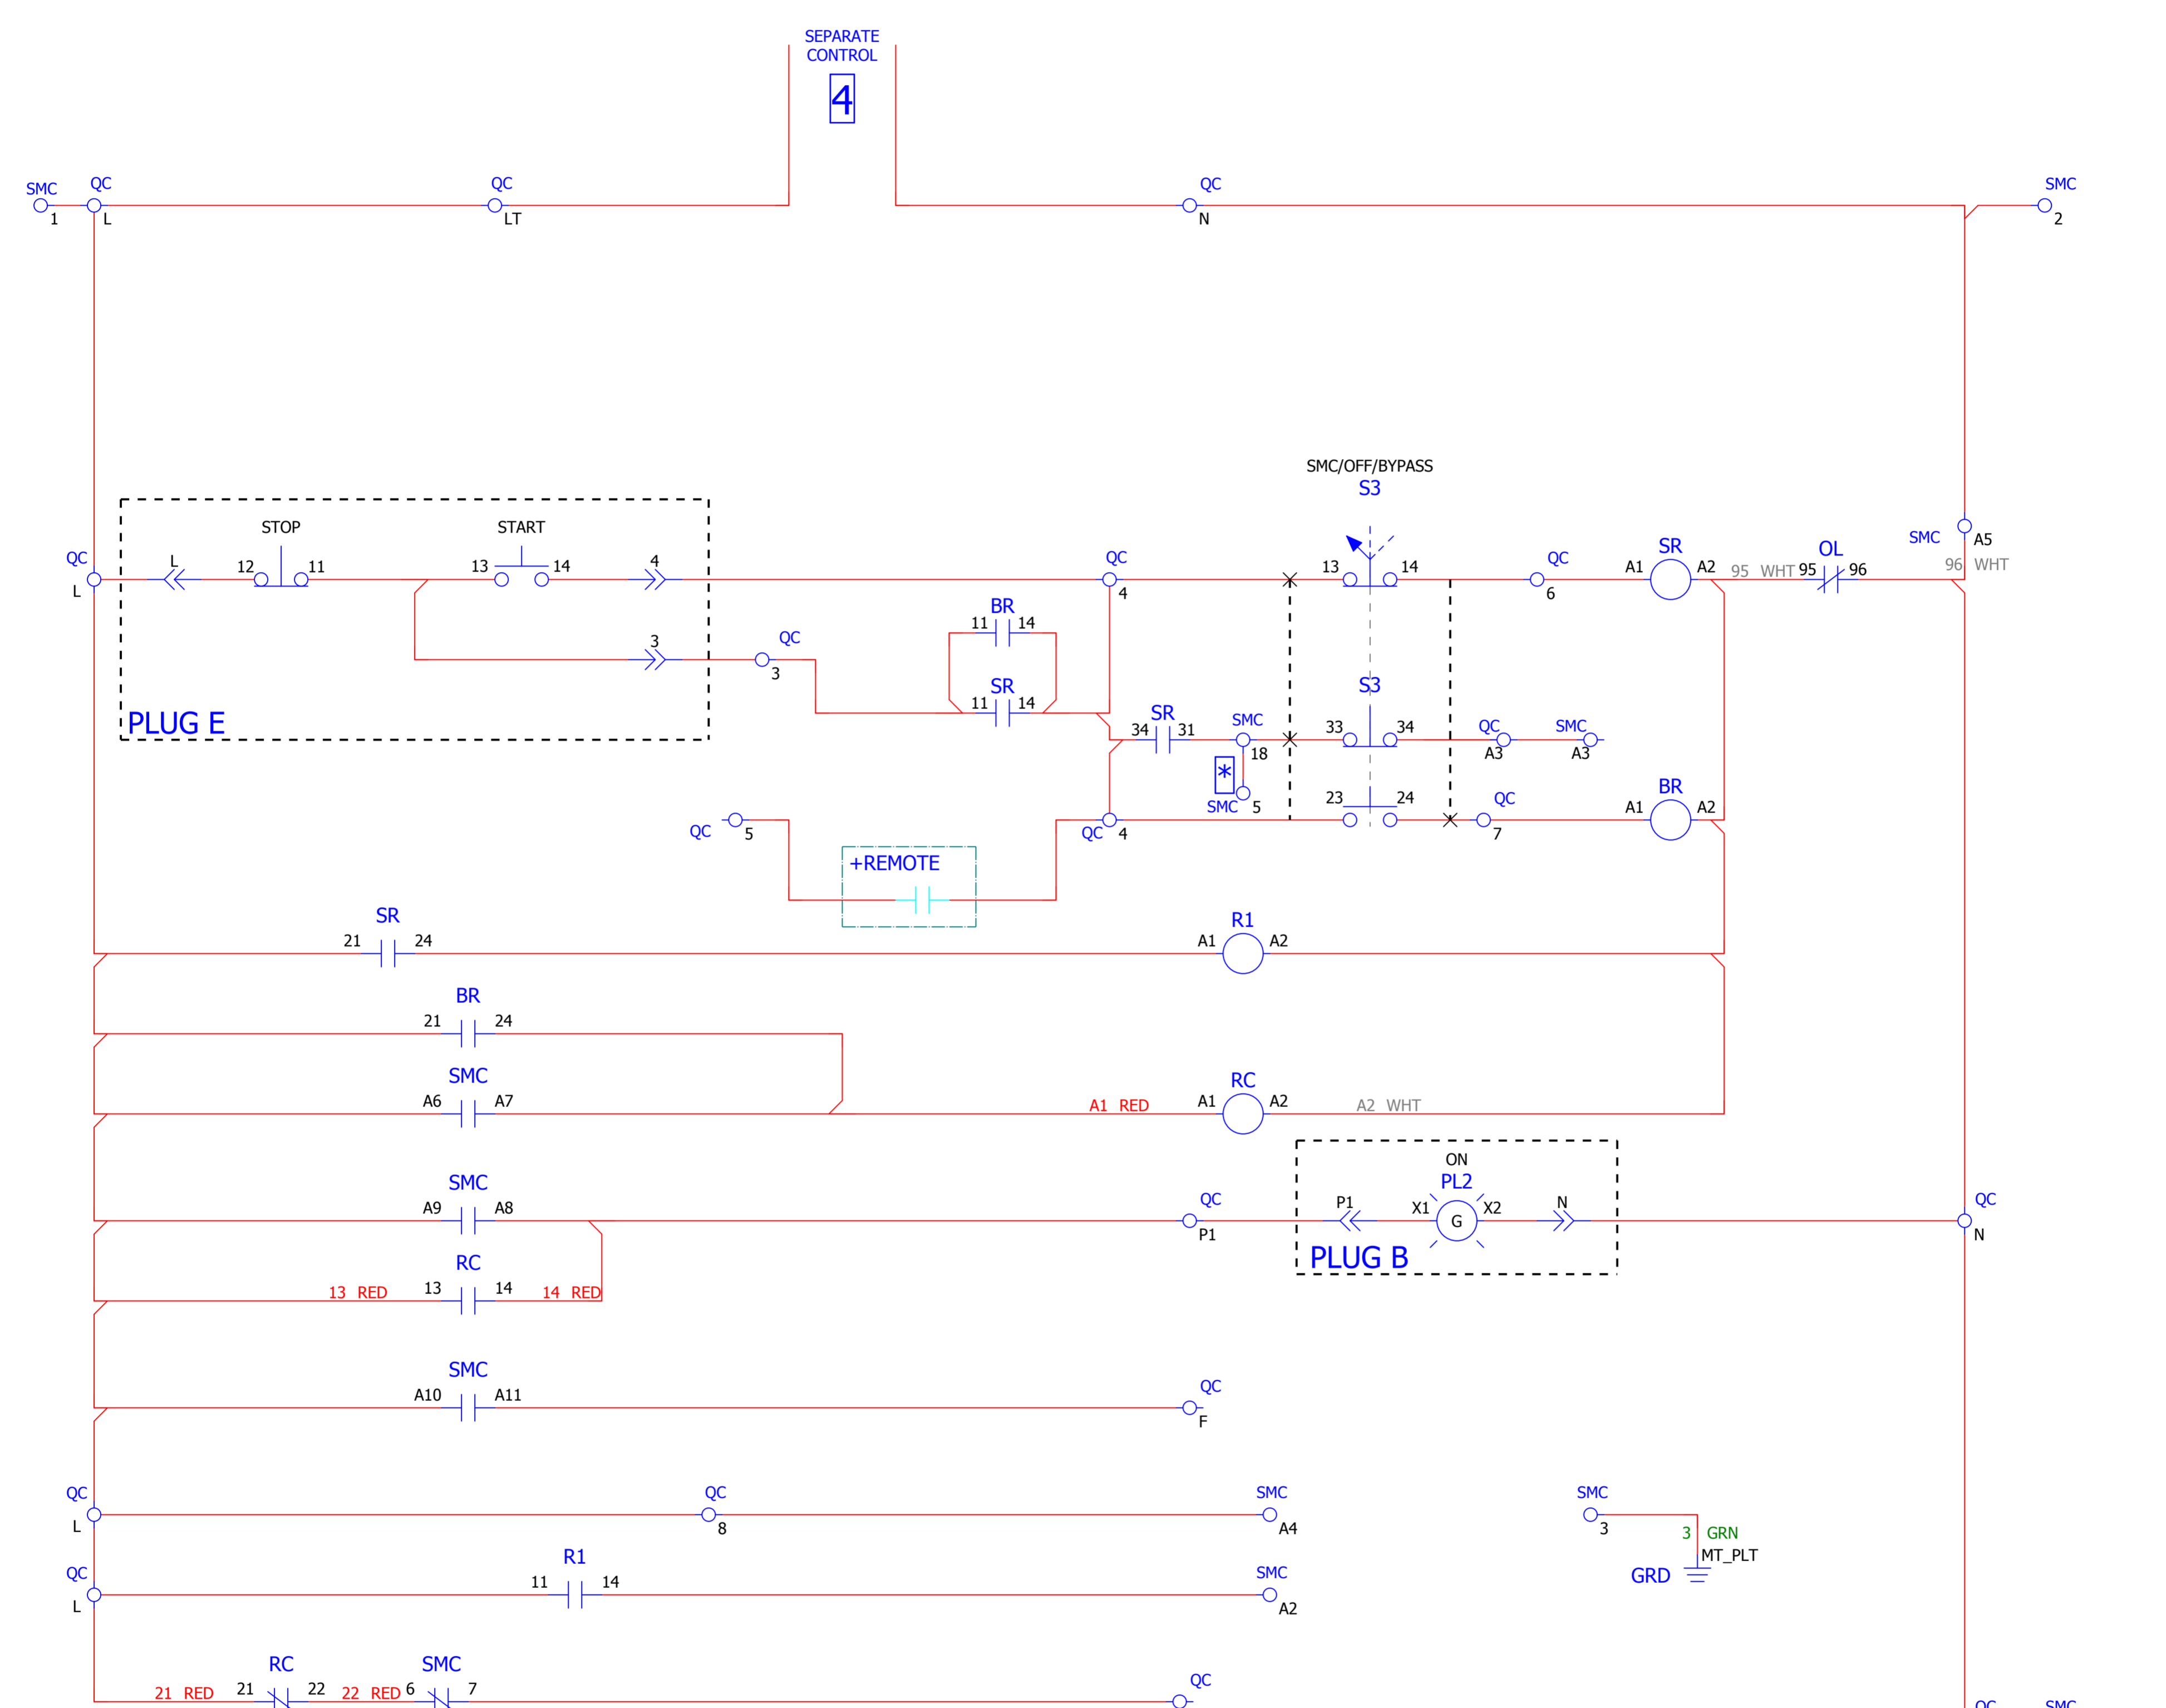 SEPARATE
CONTROL
4
SMC QC QC QC SMC
1 L LT N 2
SMC/OFF/BYPASS
S3
STOP START
QC L 12 11 13 14 4 QC 13 14 QC SR OL SMC A5
L 4 6 A1 A2 95 WHT 95 96 96 WHT
BR
11 14
3 QC
3
SR S3
11 14
PLUG E
SR SMC QC SMC
34 31 33 34
18 A3 A3
*
SMC 5
23 24 QC BR
A1 A2
QC 5 QC 4 7
+REMOTE
SR R1
21 24 A1 A2
BR
21 24
SMC RC
A6 A7 A1 RED A1 A2 A2 WHT
ON
SMC PL2
A9 A8 QC P1 X1 G X2 N QC
P1 N
PLUG B
RC
13 RED 13 14 14 RED
SMC
A10 A11 QC
F
QC QC SMC SMC
L 8 A4 3
3 GRN
MT_PLT
GRD
QC R1 SMC
11 14
L A2
RC SMC QC
21 RED 21 22 22 RED 6 7
QC SMC